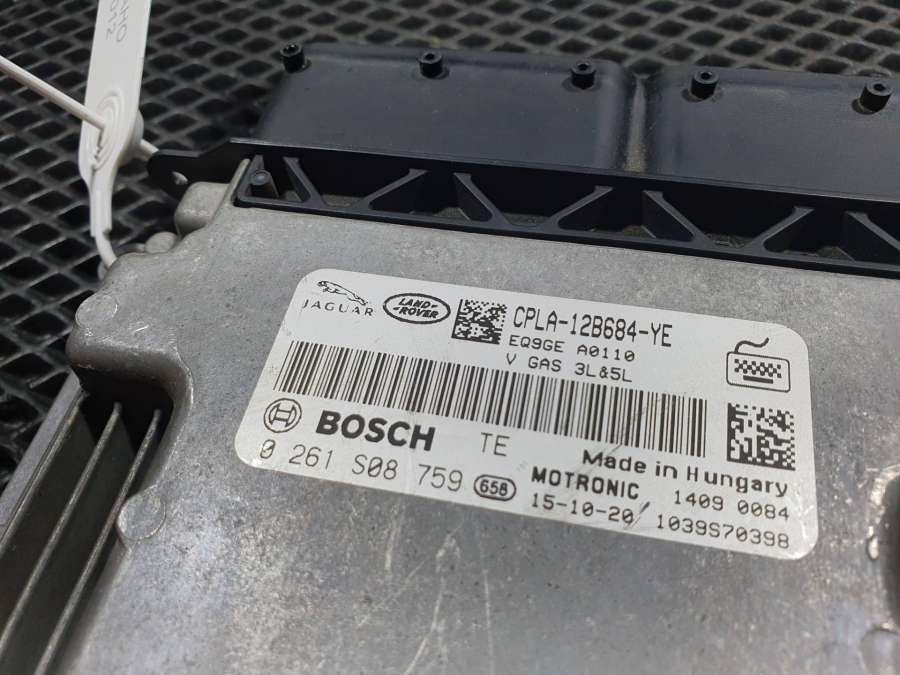 JAGUAR
LAND-
ROVER
CPLA-12B684-YE
EQ9GE A0110
V GAS 3L&5L
BOSCH TE
Made in Hungary
0 261 S08 759 658 MOTRONIC 1409 0084
15-10-20 1039S70398